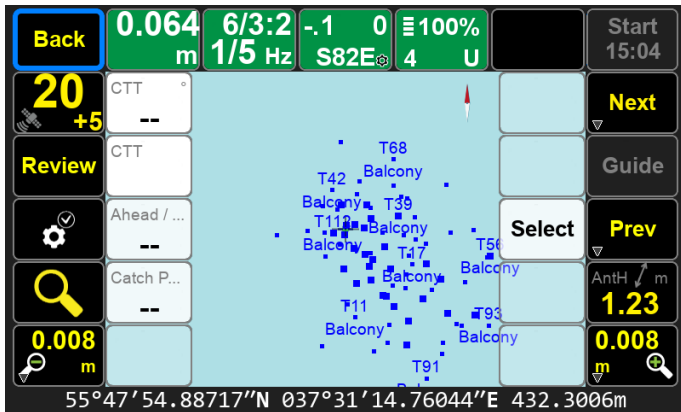 Back
0.064
m
6/3:2
1/5 Hz
-.1 0
S82E
100%
4 U
Start
15:04
20
+5
CTT °
--
Next
Review
CTT
Guide
Ahead / ...
--
Select
Prev
Catch P...
--
AntH m
1.23
0.008
m
0.008
m
T68
Balcony
T42
Balcony
T39
Balcony
T112
Balcony
T17
Balcony
T56
Balcony
T11
Balcony
T93
Balcony
T91
55°47′54.88717″N 037°31′14.76044″E 432.3006m